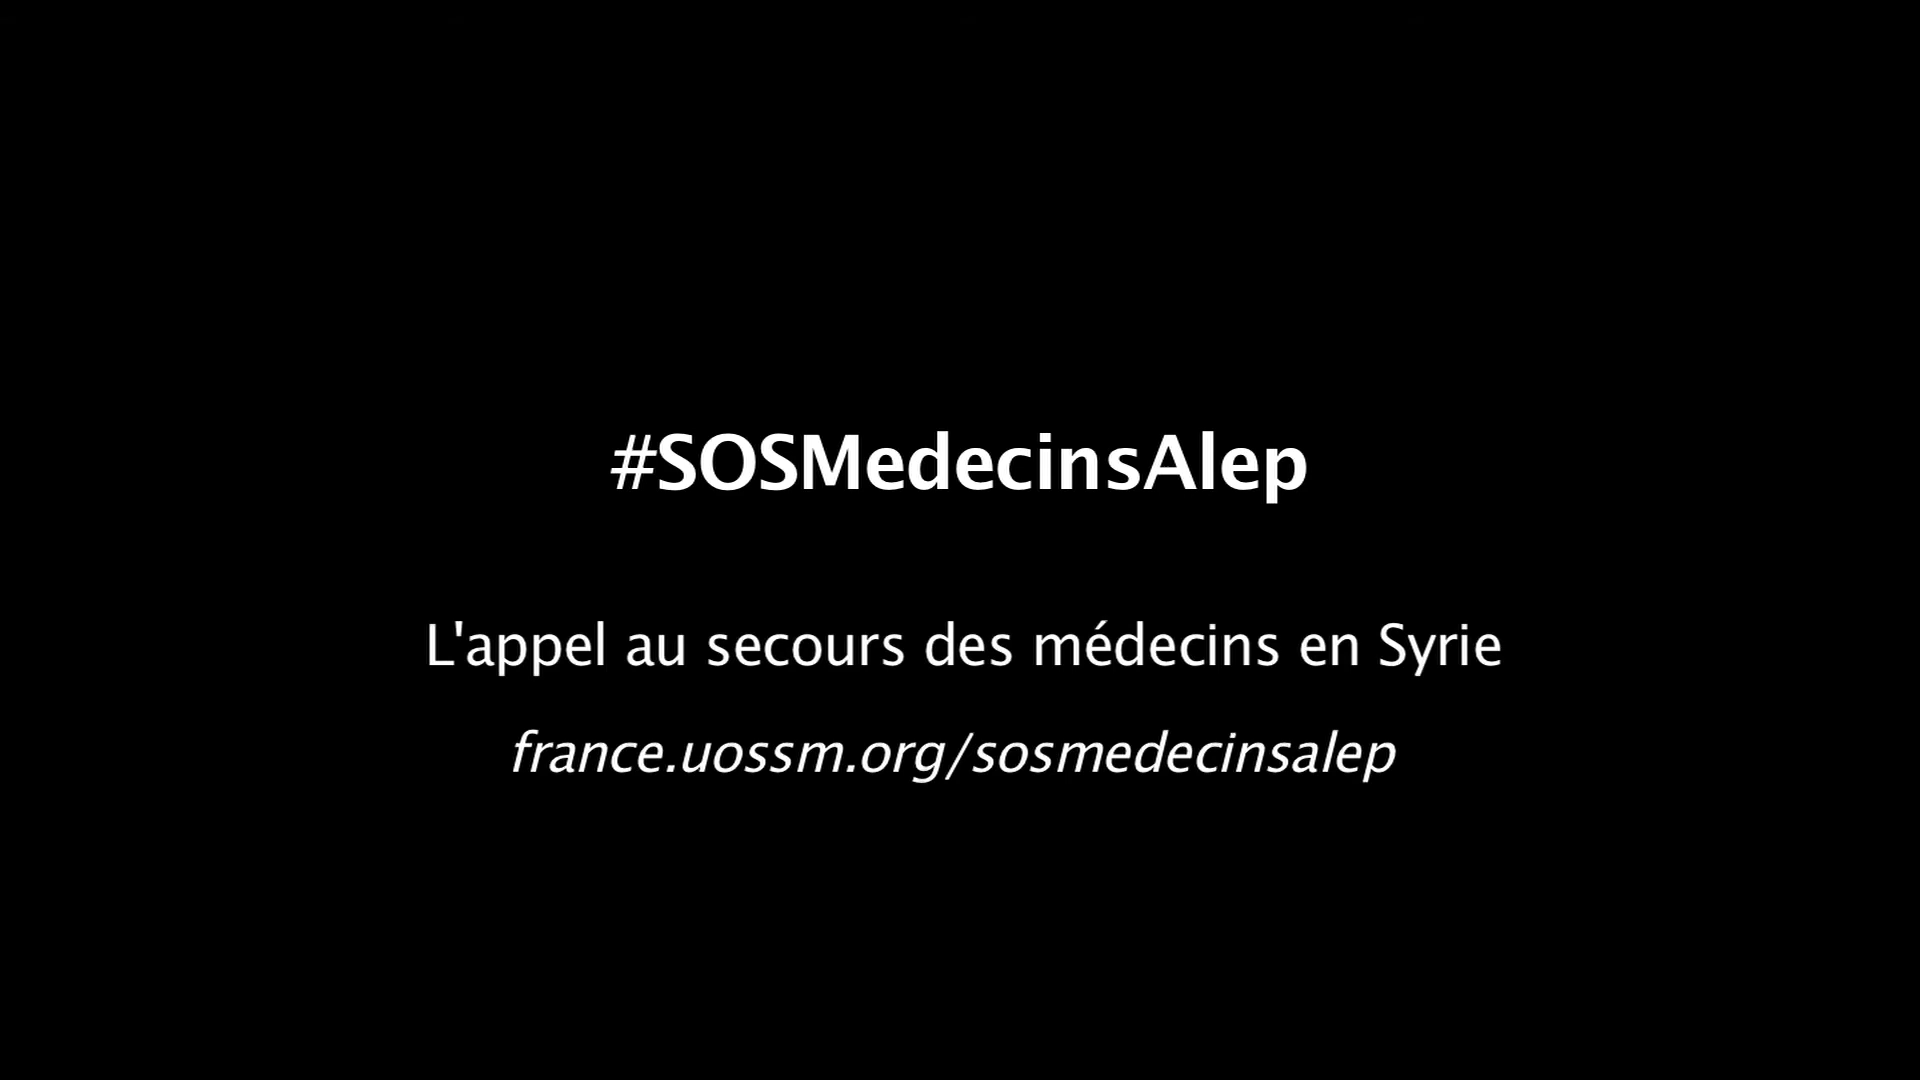 #SOSMedecinsAlep
L'appel au secours des médecins en Syrie
france.uossm.org/sosmedecinsalep